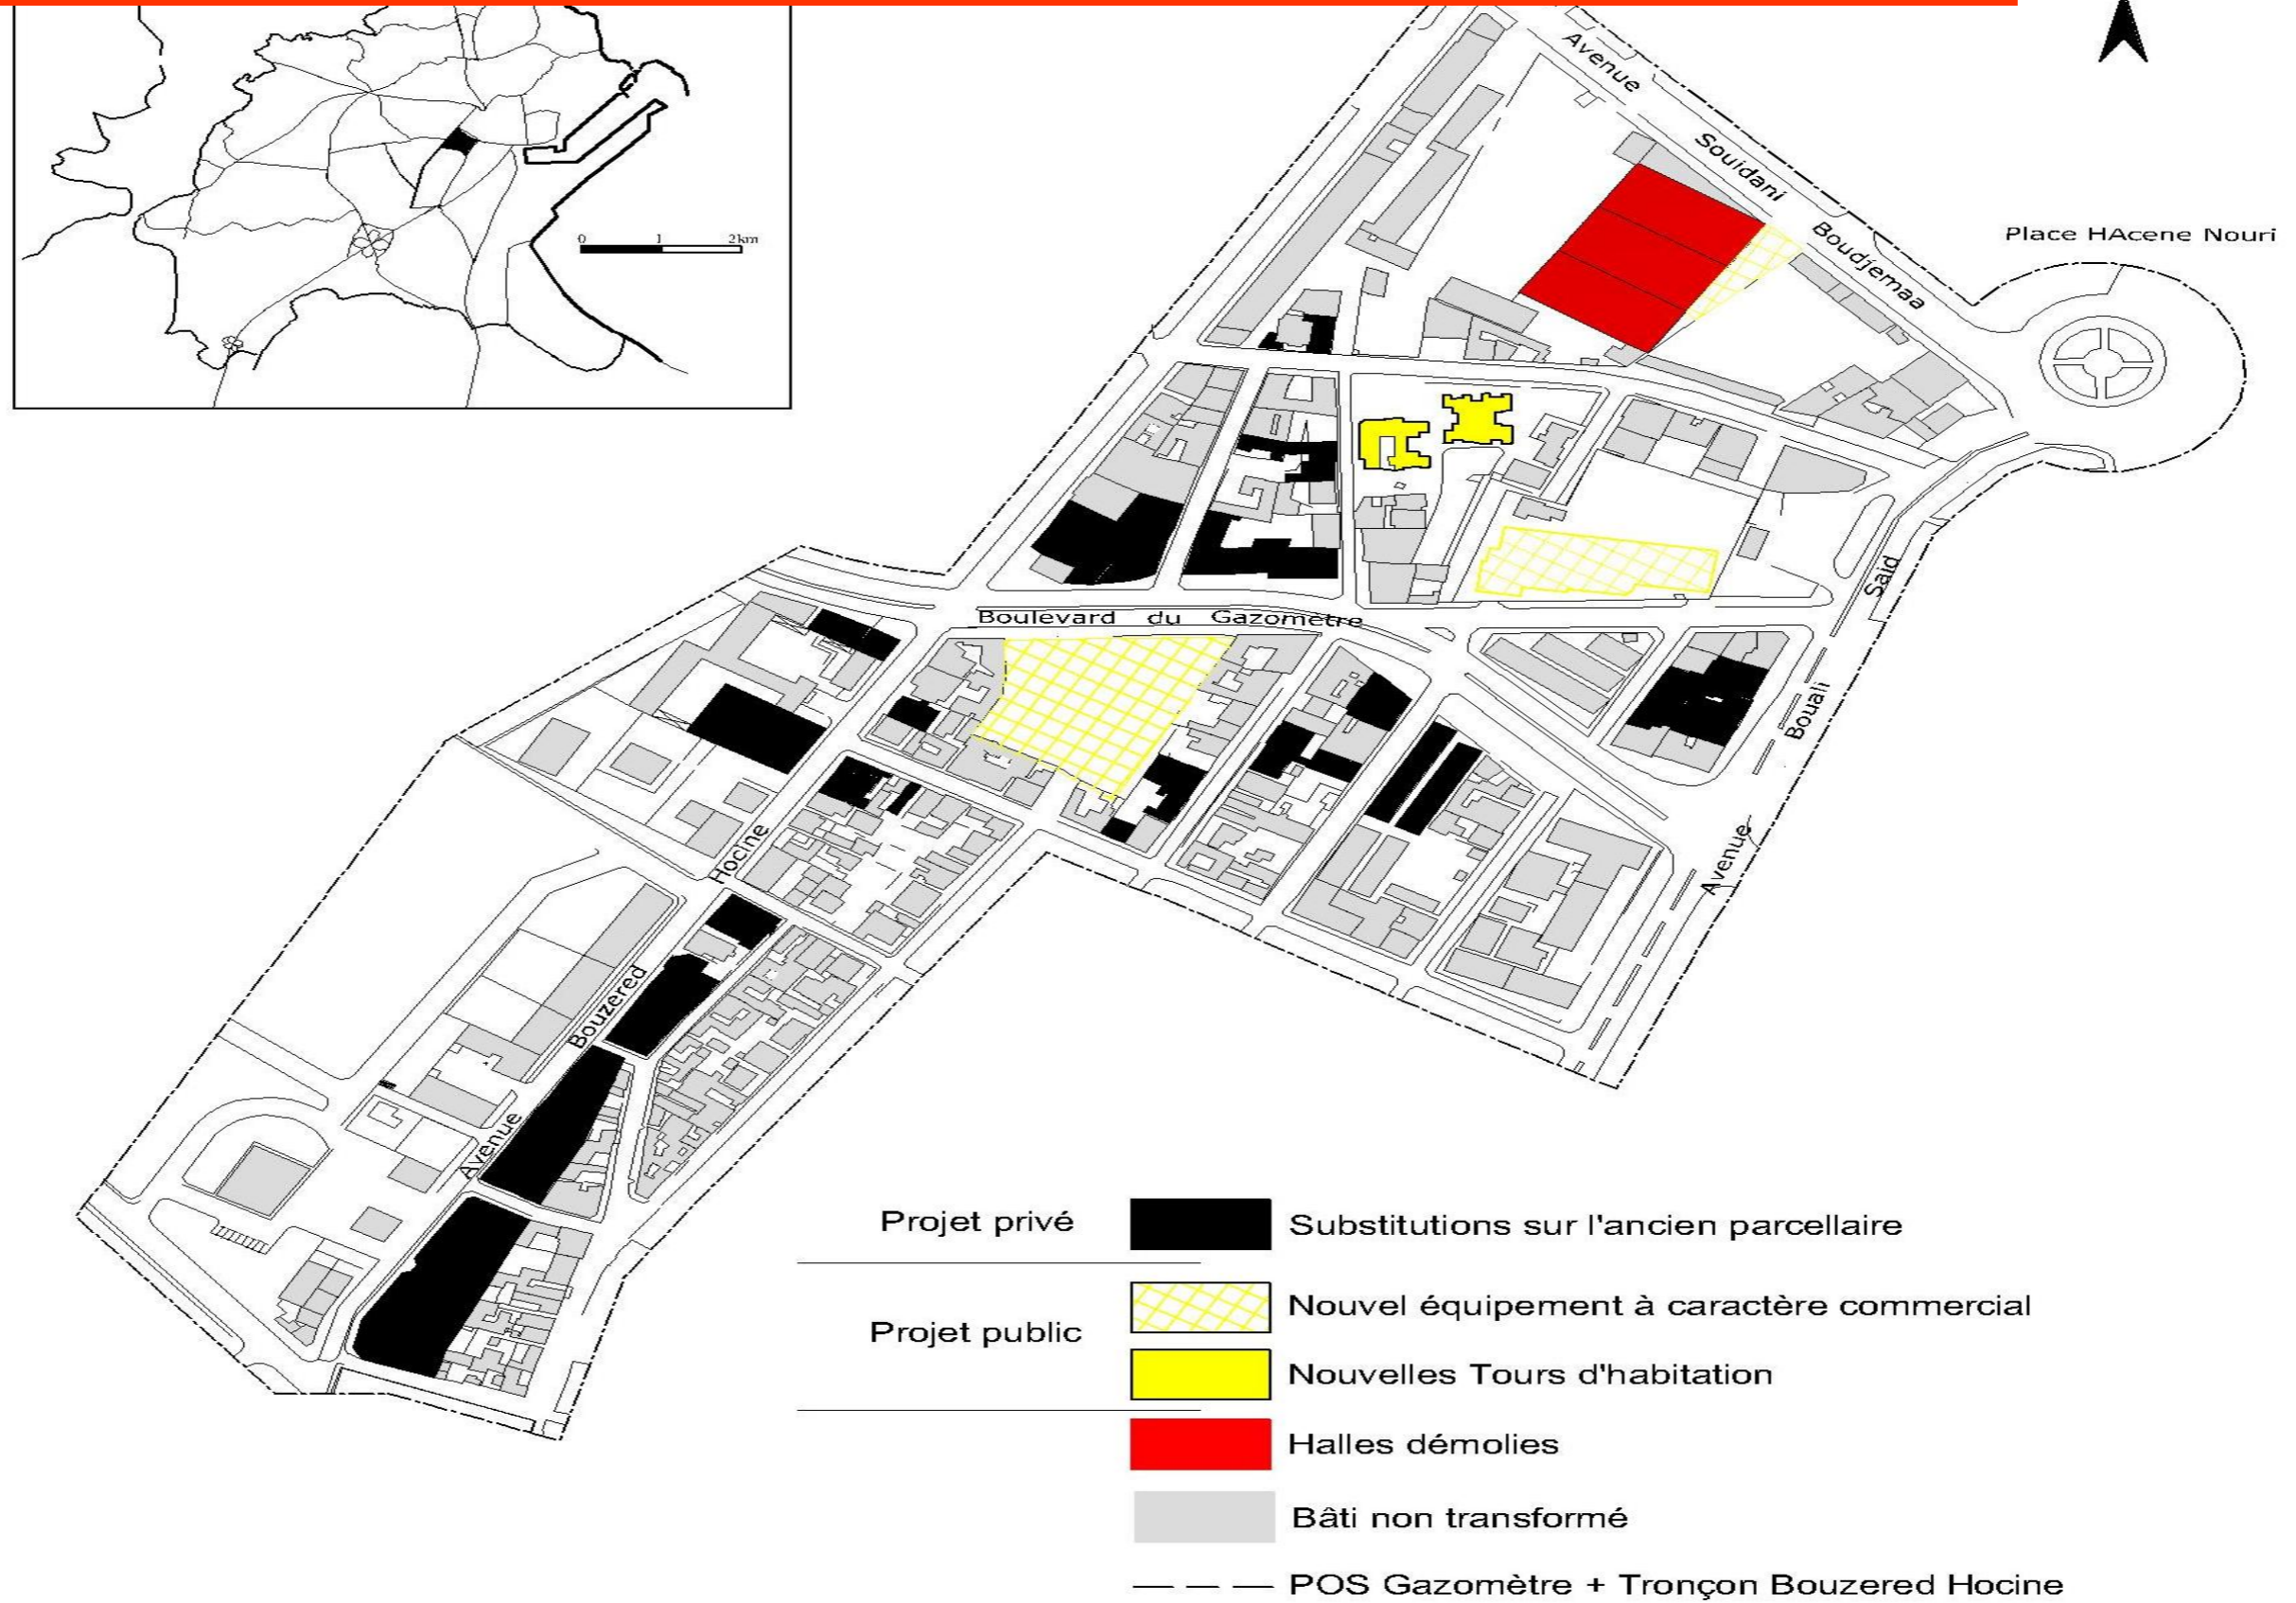 0 1 2km
Avenue Souidani Boudjemaa
Place HAcene Nouri
Boulevard du Gazomètre
Avenue Bouali Said
Avenue Bouzered Hocine
Projet privé
Substitutions sur l'ancien parcellaire
Projet public
Nouvel équipement à caractère commercial
Nouvelles Tours d'habitation
Halles démolies
Bâti non transformé
POS Gazomètre + Tronçon Bouzered Hocine